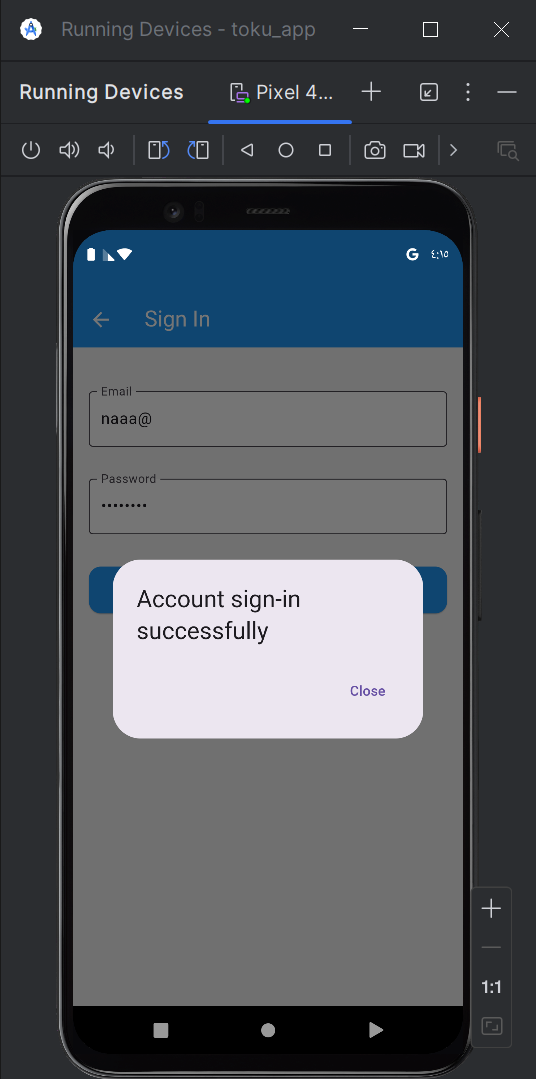 Running Devices - toku_app
Running Devices
Pixel 4...
G ٤:١٥
Sign In
Email
naaa@
Password
••••••••
Account sign-in
successfully
Close
1:1